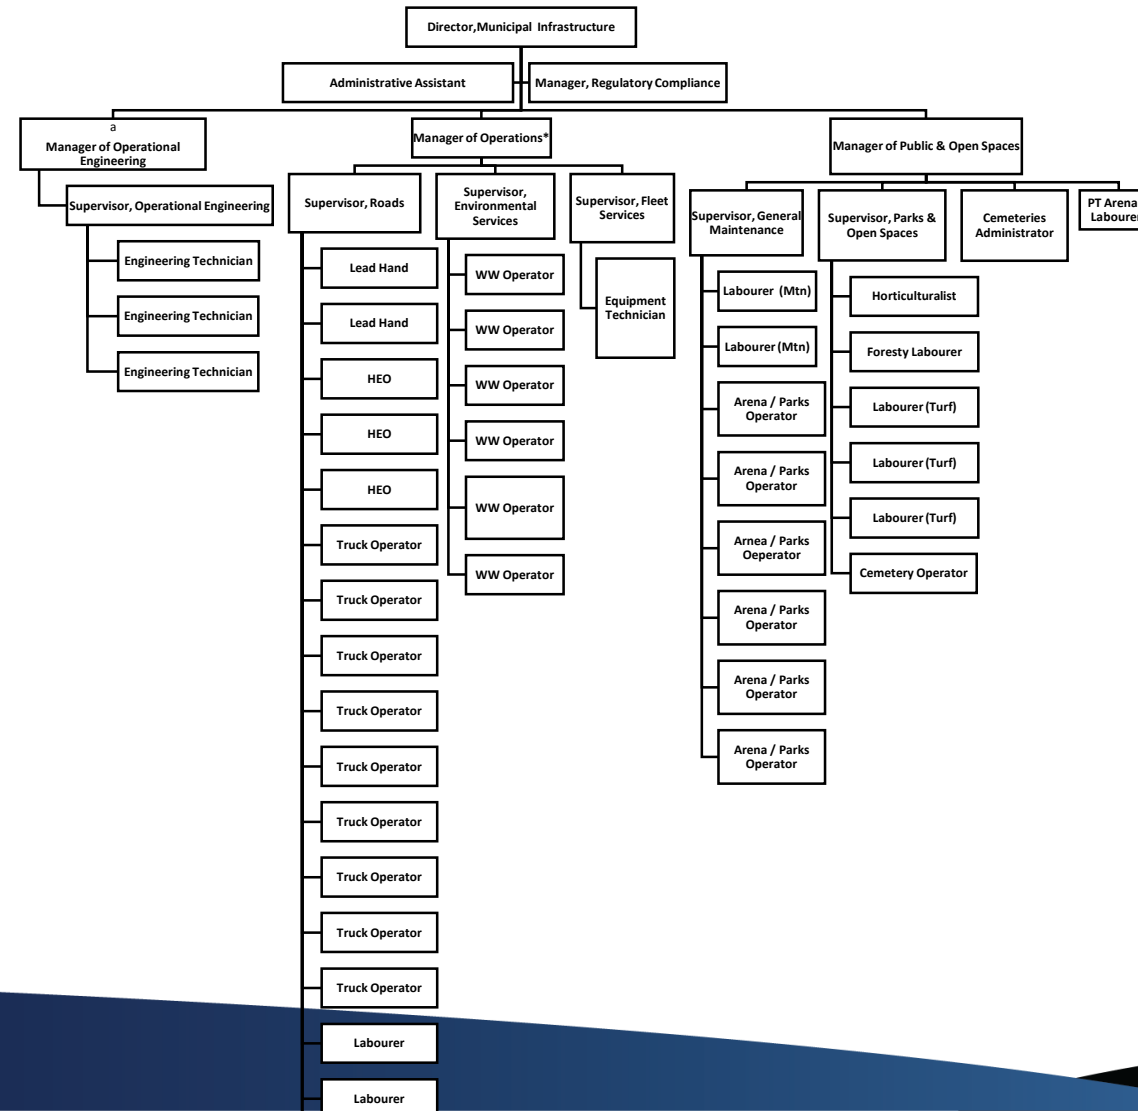 Director,Municipal Infrastructure
Administrative Assistant
Manager, Regulatory Compliance
a
Manager of Operational
Engineering
Manager of Operations*
Manager of Public & Open Spaces
Supervisor, Operational Engineering
Engineering Technician
Engineering Technician
Engineering Technician
Supervisor, Roads
Lead Hand
Lead Hand
HEO
HEO
HEO
Truck Operator
Truck Operator
Truck Operator
Truck Operator
Truck Operator
Truck Operator
Truck Operator
Truck Operator
Truck Operator
Labourer
Labourer
Supervisor,
Environmental
Services
WW Operator
WW Operator
WW Operator
WW Operator
WW Operator
WW Operator
Supervisor, Fleet
Services
Equipment
Technician
Supervisor, General
Maintenance
Labourer (Mtn)
Labourer (Mtn)
Arena / Parks
Operator
Arena / Parks
Operator
Arnea / Parks
Oeperator
Arena / Parks
Operator
Arena / Parks
Operator
Arena / Parks
Operator
Supervisor, Parks &
Open Spaces
Horticulturalist
Foresty Labourer
Labourer (Turf)
Labourer (Turf)
Labourer (Turf)
Cemetery Operator
Cemeteries
Administrator
PT Arena
Labourer